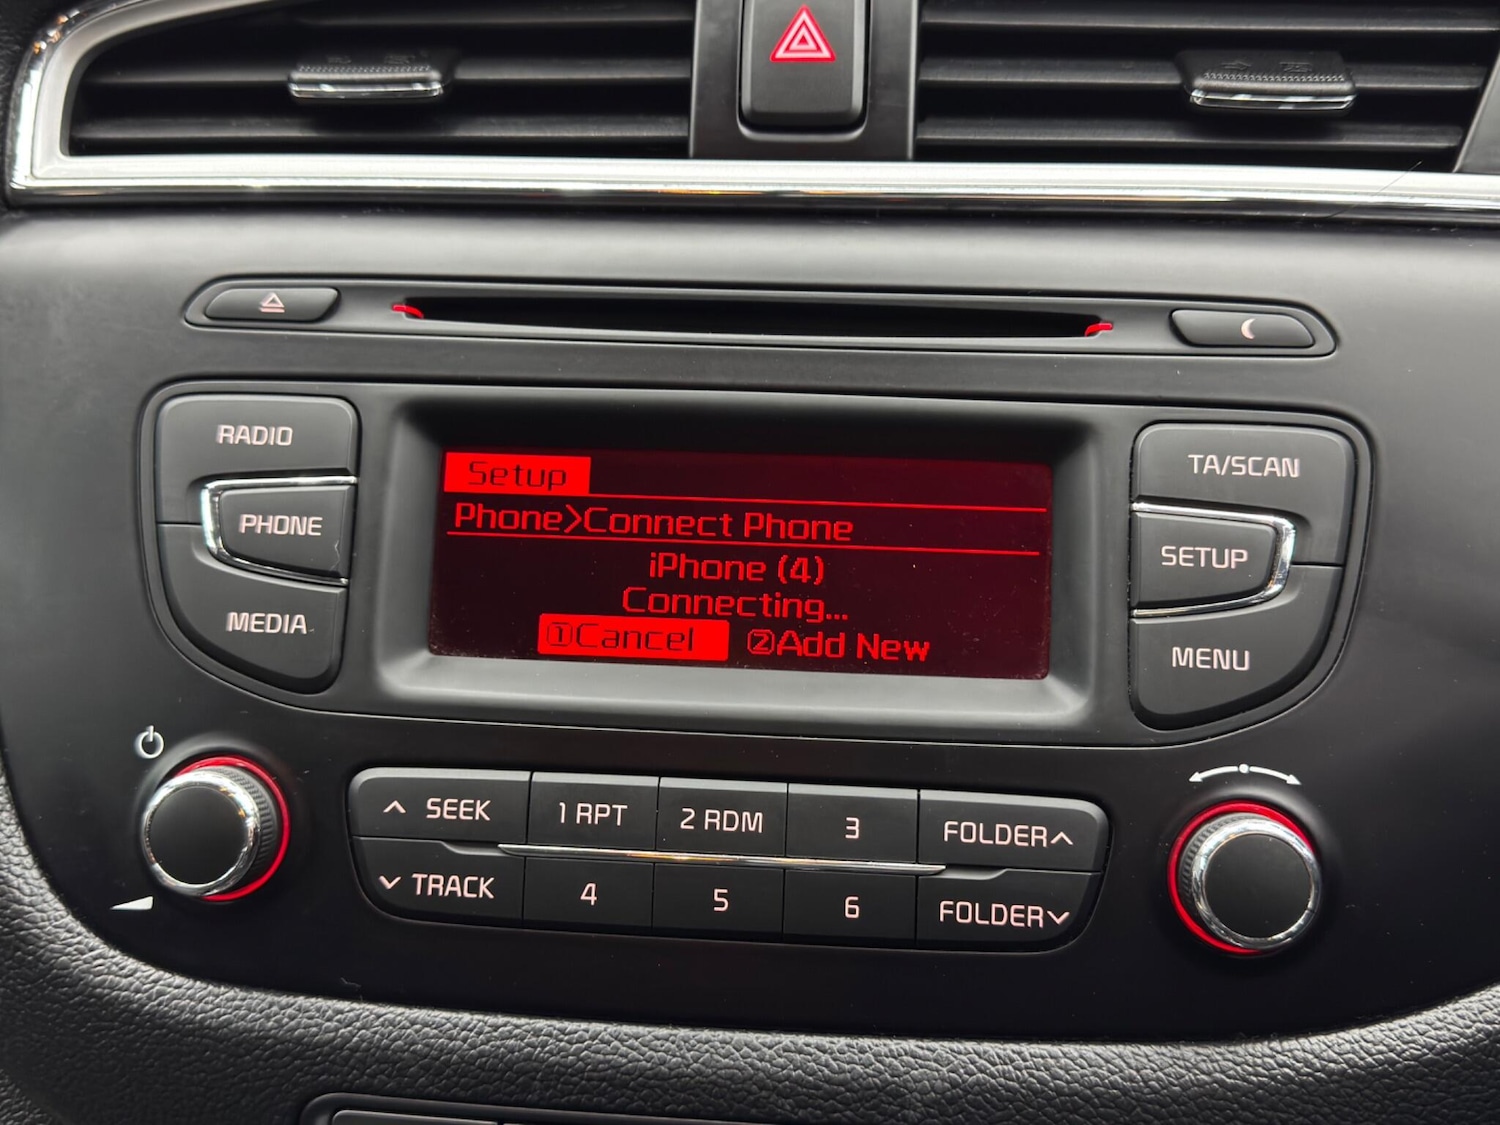 RADIO
PHONE
MEDIA
Setup
Phone>Connect Phone
iPhone (4)
Connecting...
①Cancel ②Add New
TA/SCAN
SETUP
MENU
SEEK 1 RPT 2 RDM 3 FOLDER
TRACK 4 5 6 FOLDER